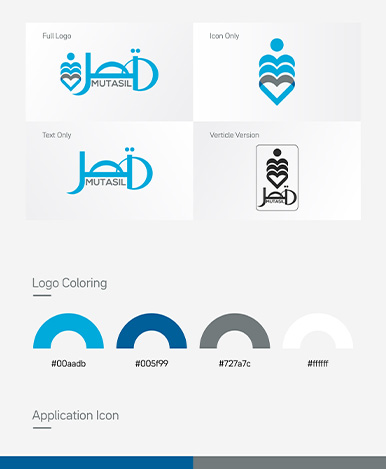 Full Logo
Icon Only
متصل
MUTASIL
Text Only
Verticle Version
متصل
MUTASIL
متصل
MUTASIL
Logo Coloring
#00aadb
#005f99
#727a7c
#ffffff
Application Icon